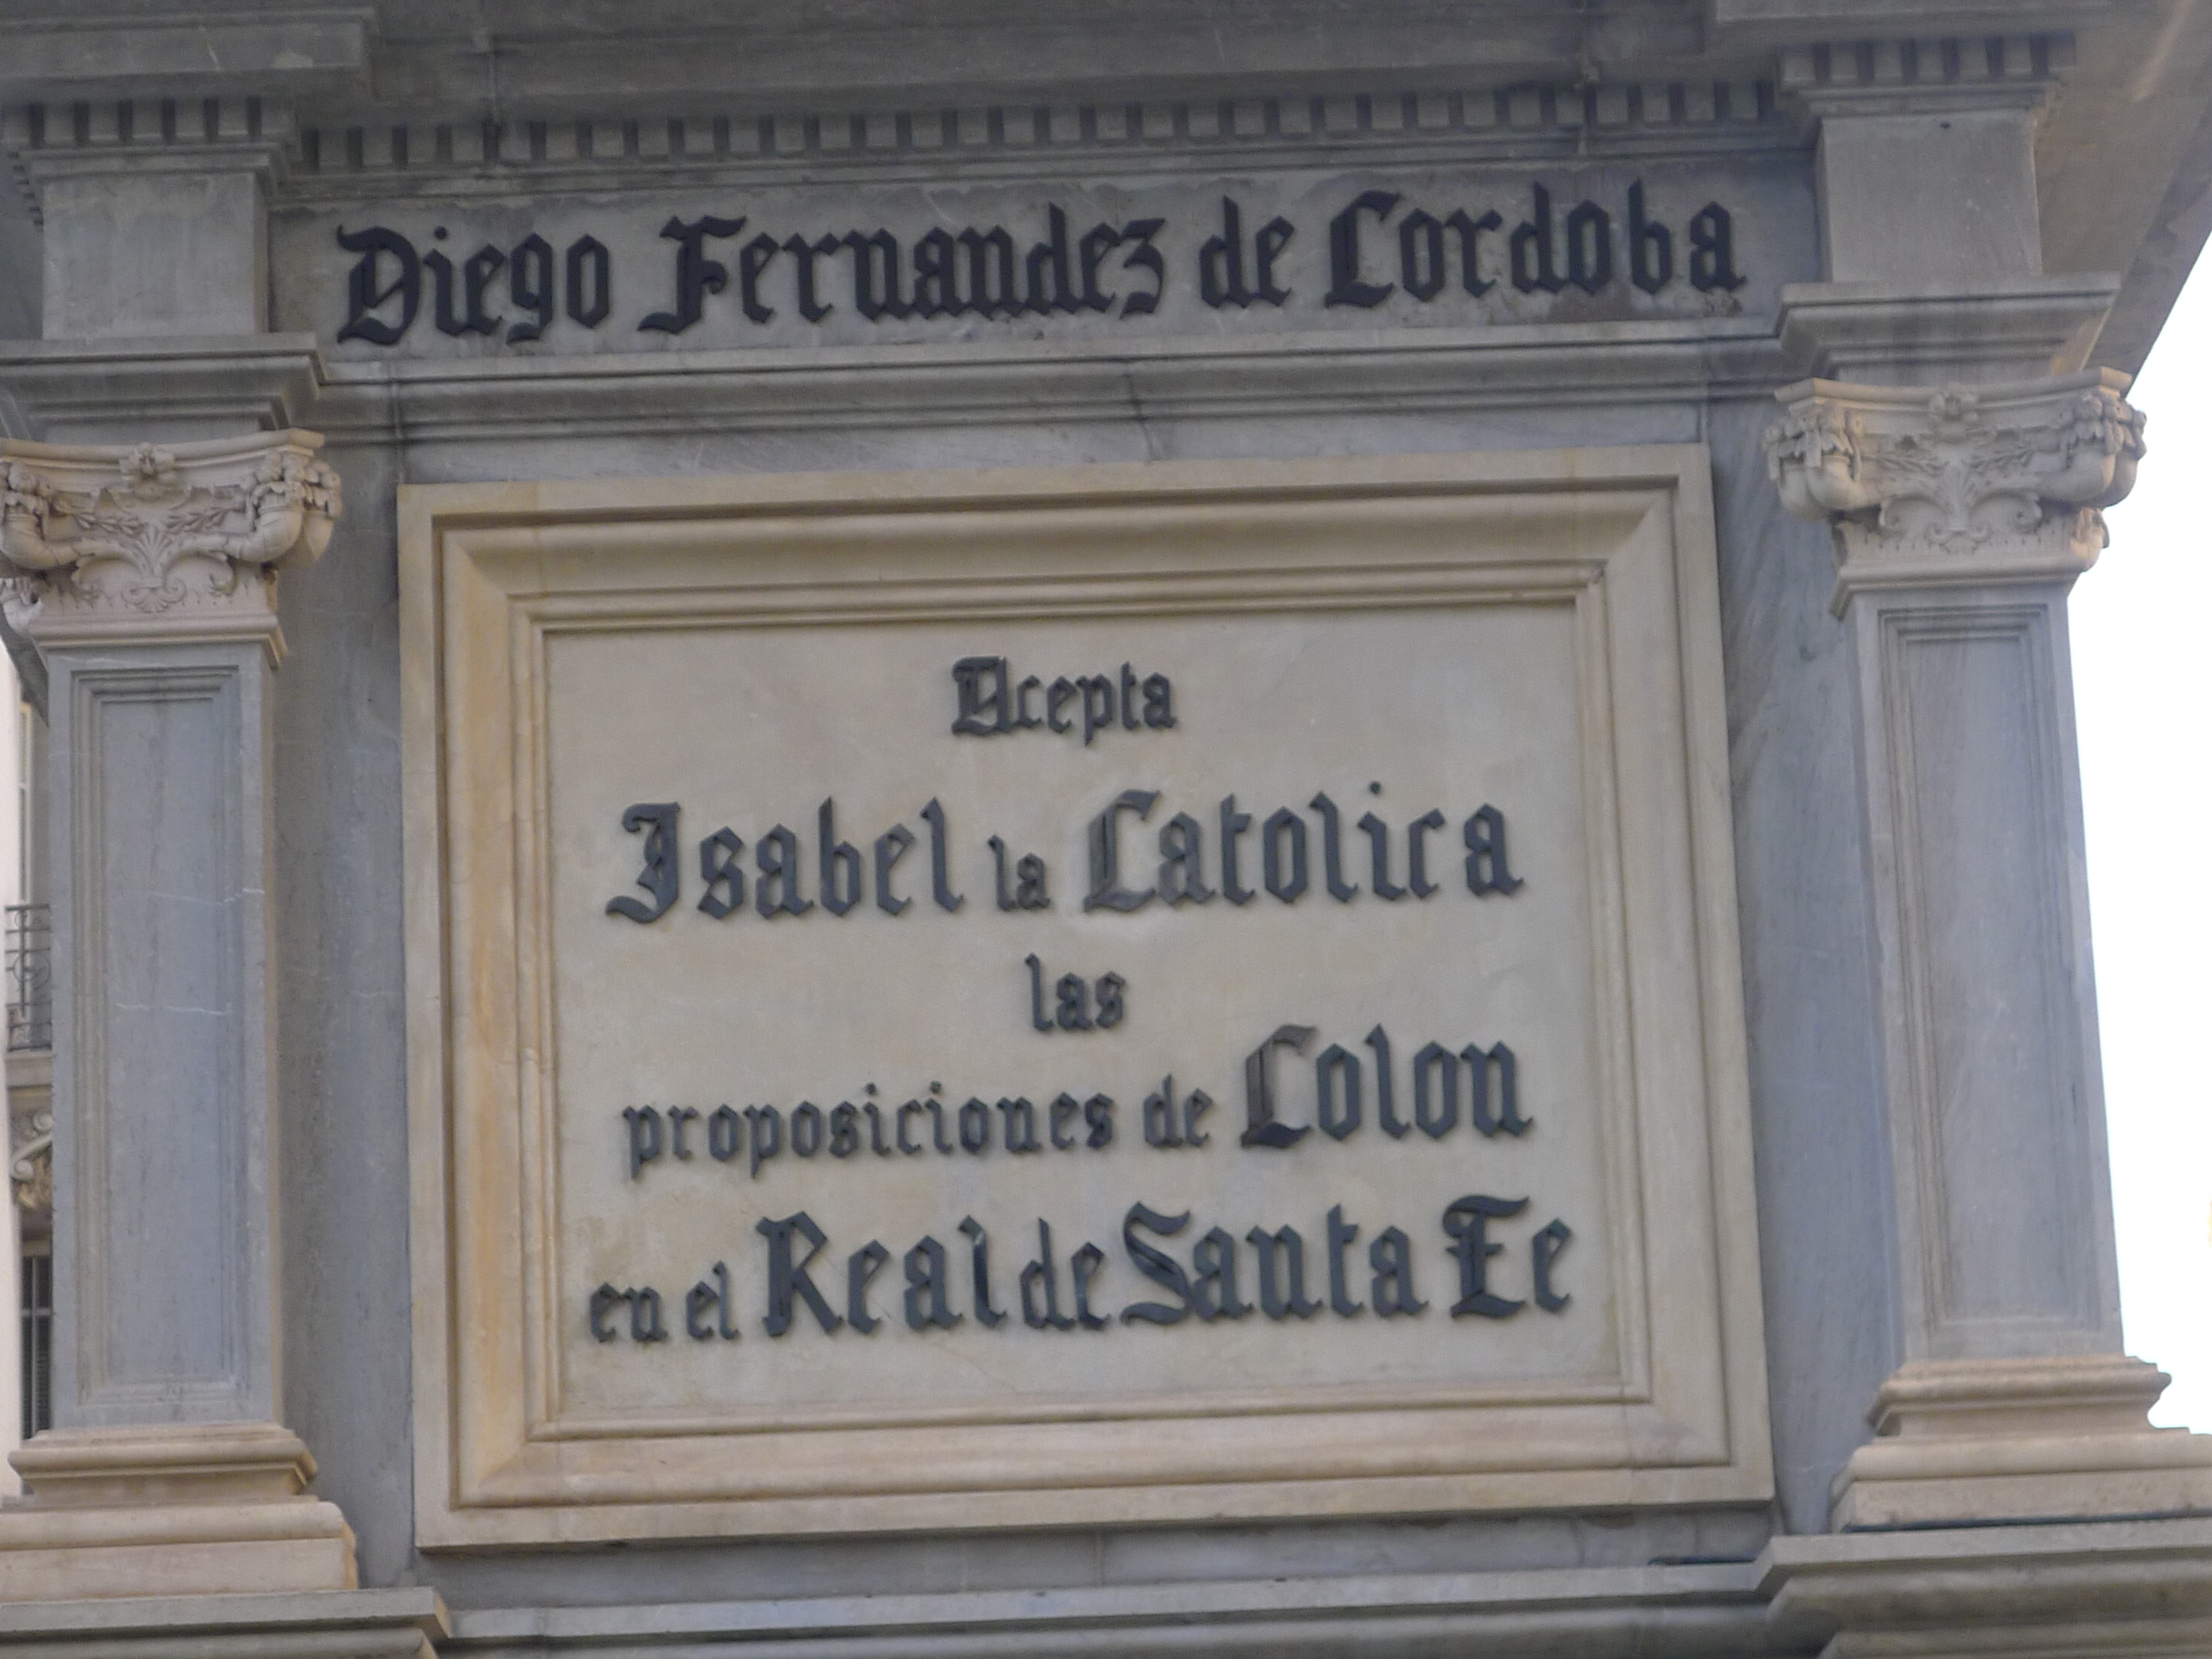 Diego Fernandez de Cordoba
Acepta
Isabel la Catolica
las
proposiciones de Colon
en el Real de Santa Fe